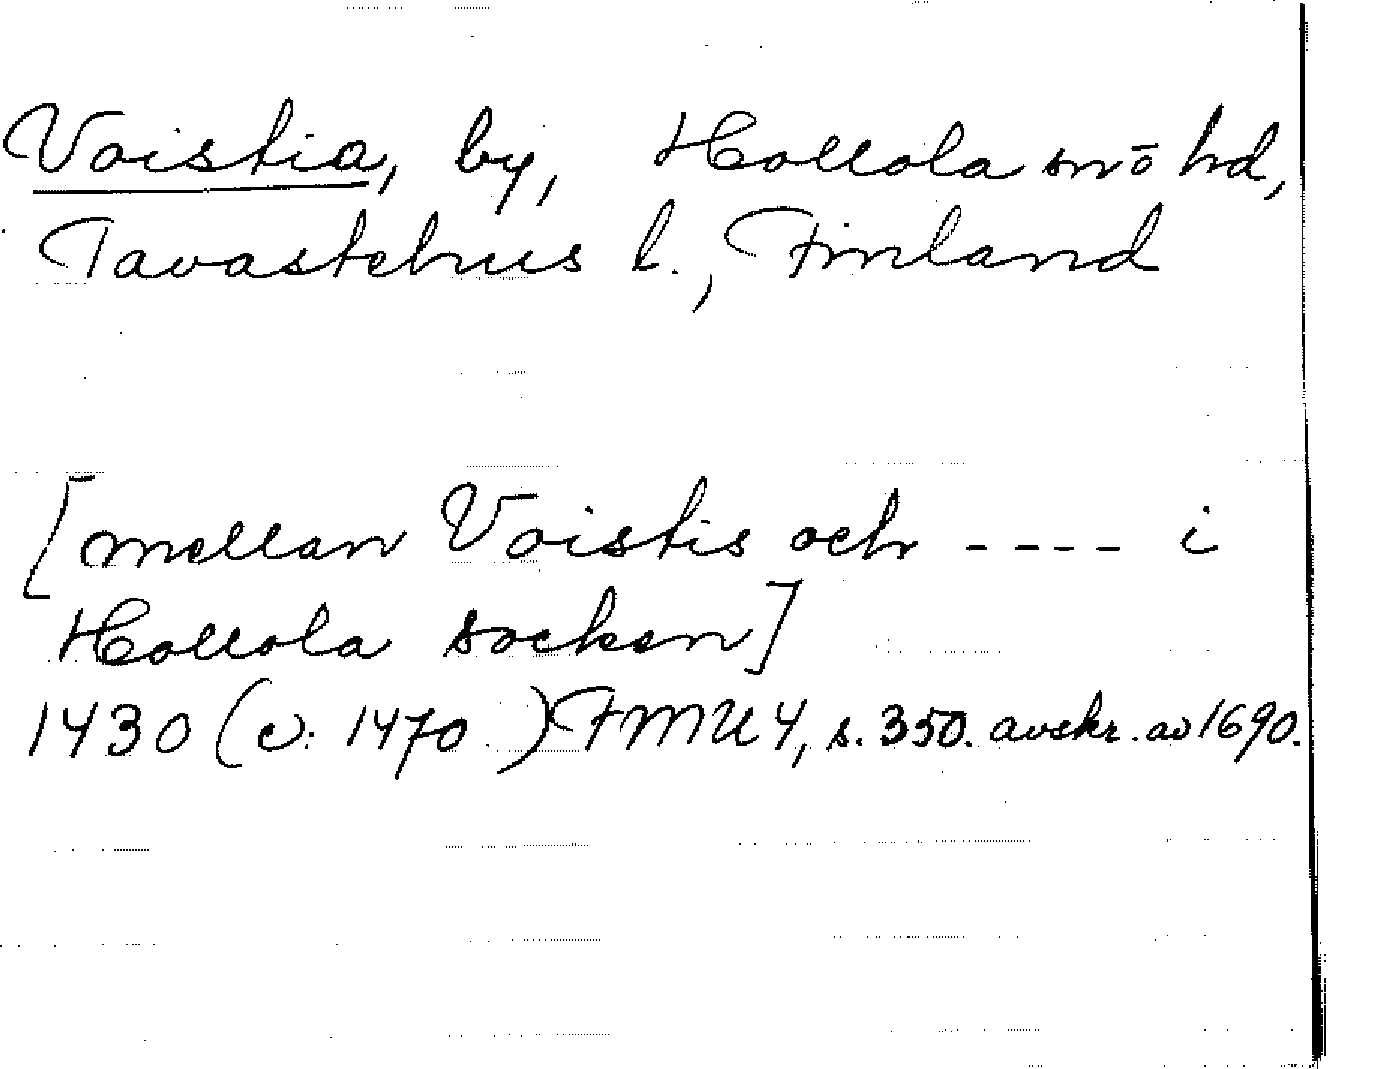 Voistia, by, Hollola sn o hd,
Tavastehus l., Finland
[mellan Voistis och ---- i
Hollola socken]
1430 (v: 1470 ) FMU 4, s. 350. avskr. av 1690.